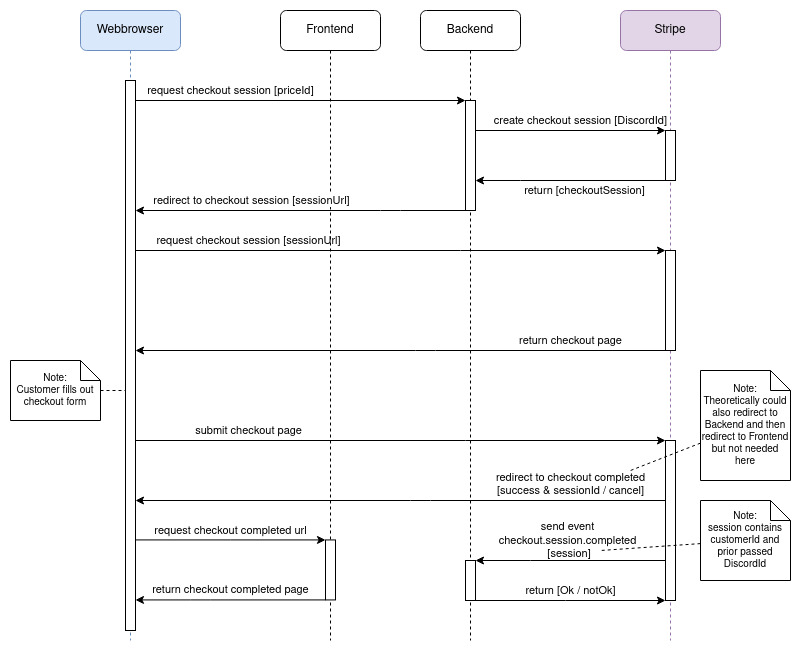 Webbrowser
Frontend
Backend
Stripe
request checkout session [priceId]
create checkout session [DiscordId]
return [checkoutSession]
redirect to checkout session [sessionUrl]
request checkout session [sessionUrl]
return checkout page
Note:
Customer fills out
checkout form
Note:
Theoretically could
also redirect to
Backend and then
redirect to Frontend
but not needed
here
submit checkout page
redirect to checkout completed
[success & sessionId / cancel]
Note:
session contains
customerId and
prior passed
DiscordId
request checkout completed url
send event
checkout.session.completed
[session]
return checkout completed page
return [Ok / notOk]